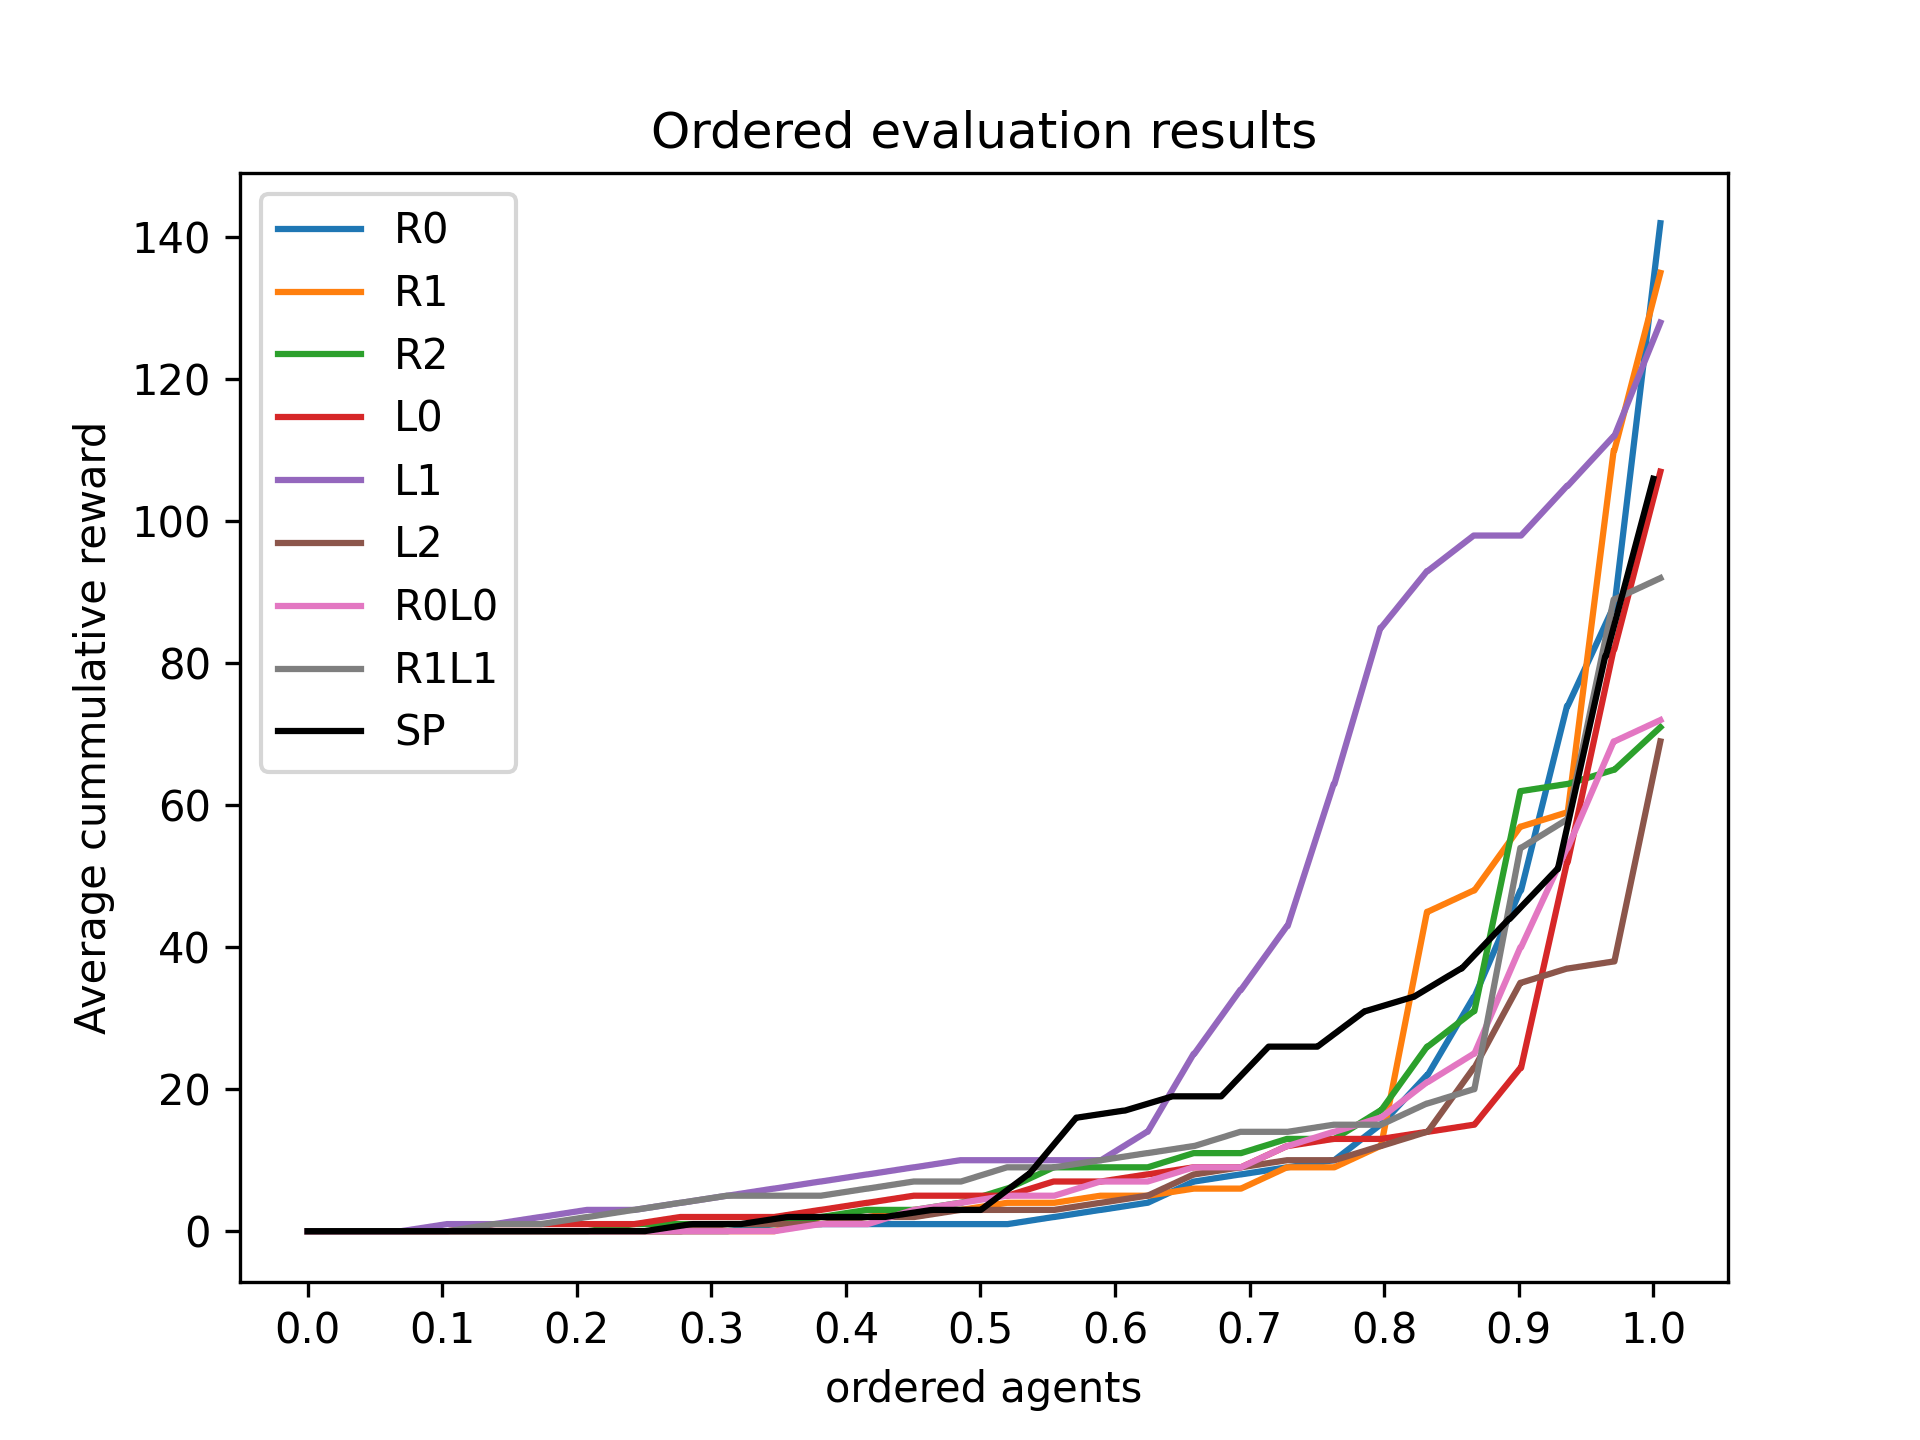 Ordered evaluation results
R0
R1
R2
L0
L1
L2
R0L0
R1L1
SP
140
120
100
80
60
40
20
0
Average cummulative reward
0.0 0.1 0.2 0.3 0.4 0.5 0.6 0.7 0.8 0.9 1.0
ordered agents